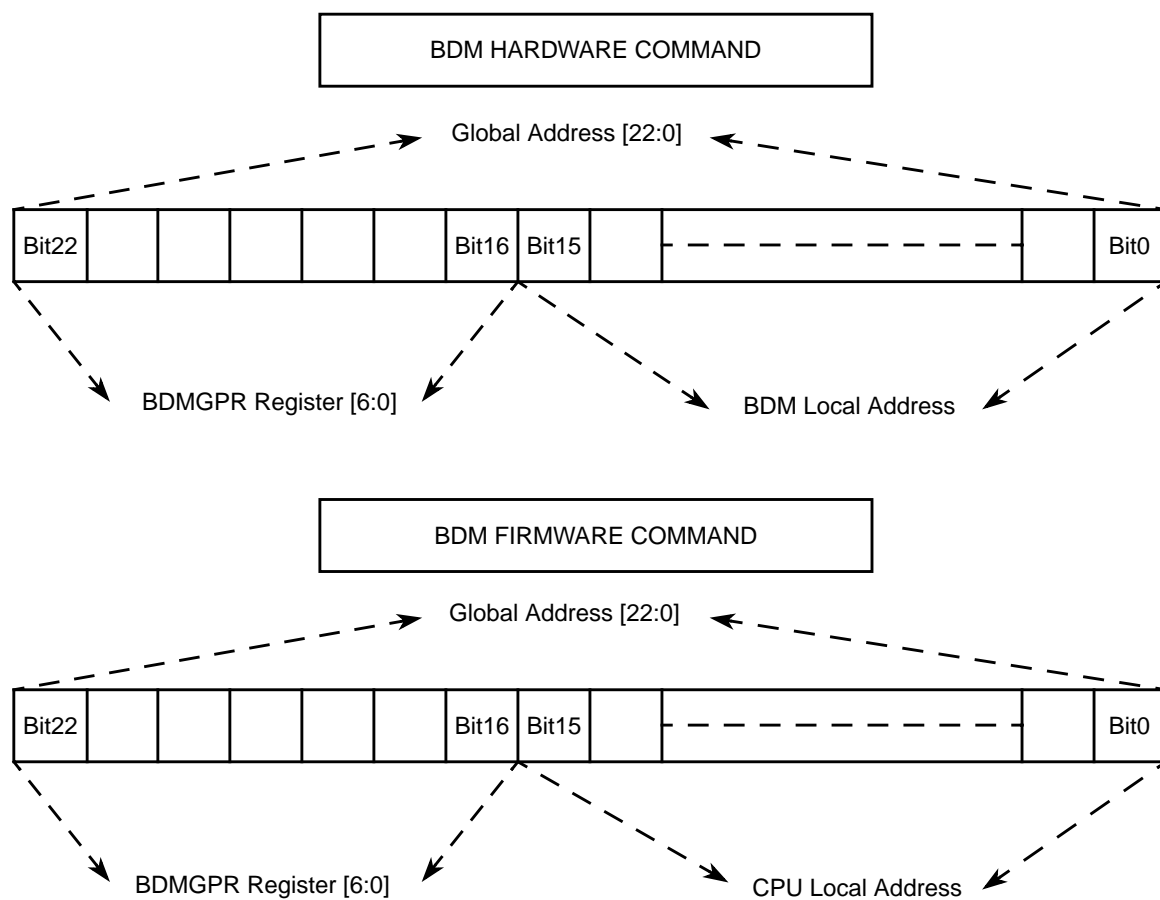 BDM HARDWARE COMMAND
Global Address [22:0]
Bit22 Bit16 Bit15 Bit0
BDMGPR Register [6:0] BDM Local Address
BDM FIRMWARE COMMAND
Global Address [22:0]
Bit22 Bit16 Bit15 Bit0
BDMGPR Register [6:0] CPU Local Address